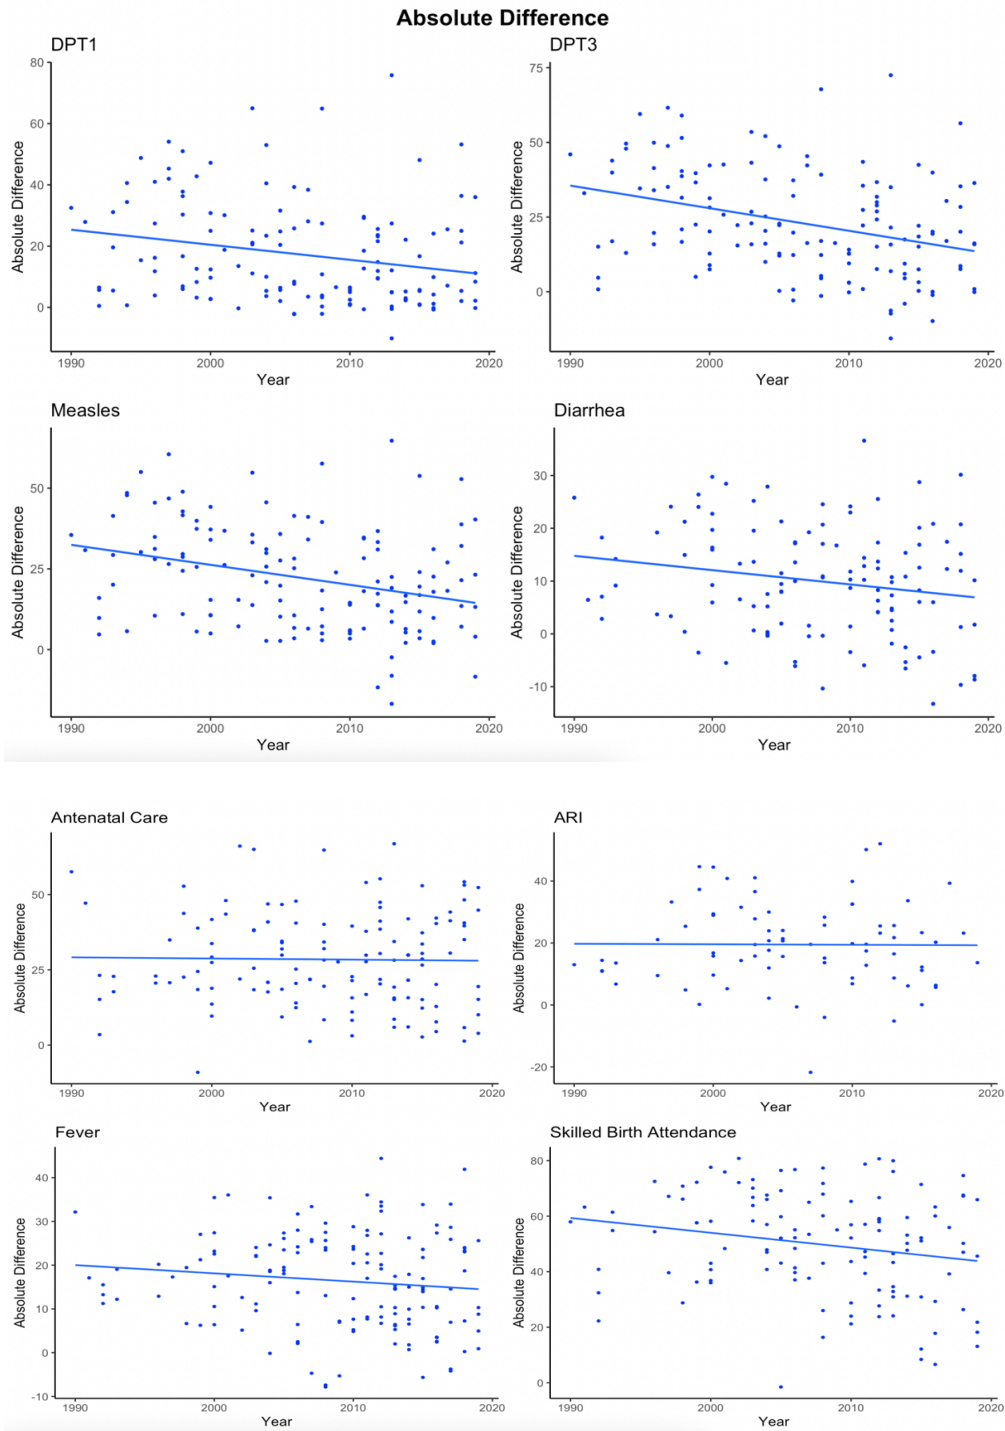 Absolute Difference
DPT1
DPT3
80
60
40
20
0
Absolute Difference
1990 2000 2010 2020
Year
75
50
25
0
Absolute Difference
1990 2000 2010 2020
Year
Measles
Diarrhea
50
25
0
Absolute Difference
1990 2000 2010 2020
Year
30
20
10
0
-10
Absolute Difference
1990 2000 2010 2020
Year
Antenatal Care
ARI
50
25
0
Absolute Difference
1990 2000 2010 2020
Year
40
20
0
-20
Absolute Difference
1990 2000 2010 2020
Year
Fever
Skilled Birth Attendance
40
30
20
10
0
-10
Absolute Difference
1990 2000 2010 2020
Year
80
60
40
20
0
Absolute Difference
1990 2000 2010 2020
Year